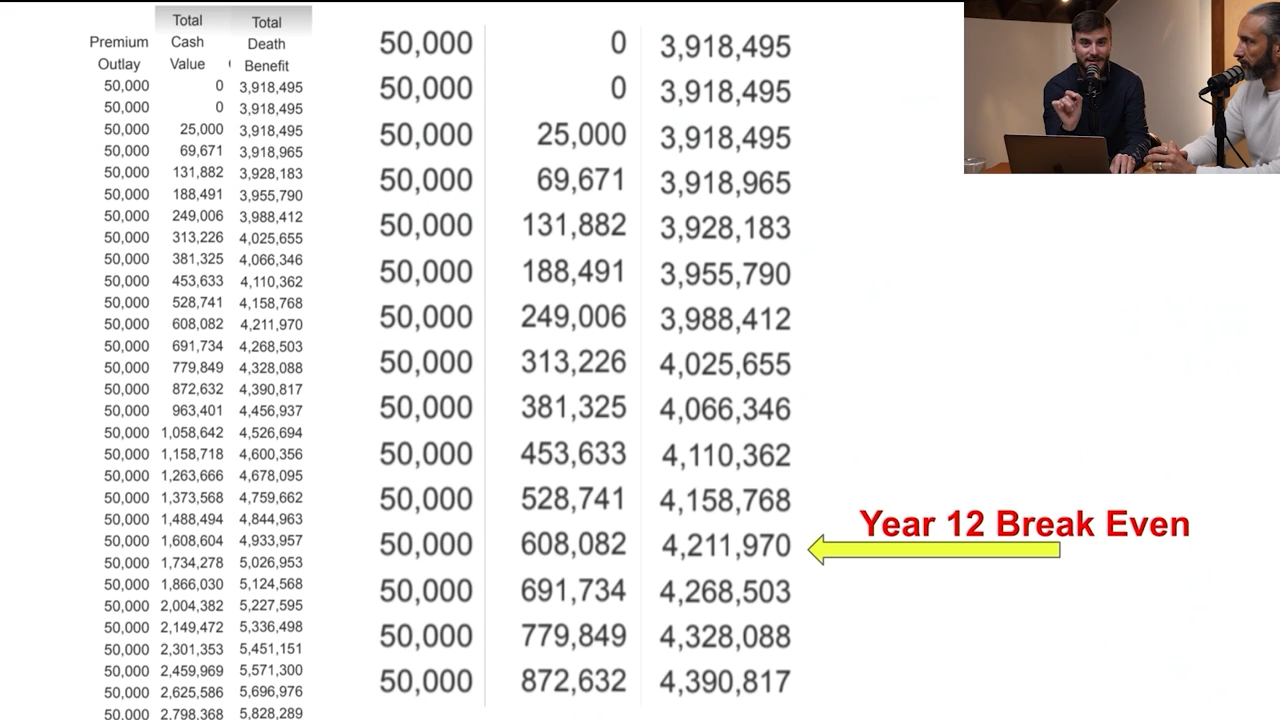 Total Total
Premium Cash Death
Outlay Value Benefit
50,000 0 3,918,495
50,000 0 3,918,495
50,000 25,000 3,918,495
50,000 69,671 3,918,965
50,000 131,882 3,928,183
50,000 188,491 3,955,790
50,000 249,006 3,988,412
50,000 313,226 4,025,655
50,000 381,325 4,066,346
50,000 453,633 4,110,362
50,000 528,741 4,158,768
50,000 608,082 4,211,970
50,000 691,734 4,268,503
50,000 779,849 4,328,088
50,000 872,632 4,390,817
50,000 963,401 4,456,937
50,000 1,058,642 4,526,694
50,000 1,158,718 4,600,356
50,000 1,263,666 4,678,095
50,000 1,373,568 4,759,662
50,000 1,488,494 4,844,963
50,000 1,608,604 4,933,957
50,000 1,734,278 5,026,953
50,000 1,866,030 5,124,568
50,000 2,004,382 5,227,595
50,000 2,149,472 5,336,498
50,000 2,301,353 5,451,151
50,000 2,459,969 5,571,300
50,000 2,625,586 5,696,976
50,000 2,798,368 5,828,289
50,000 0 3,918,495
50,000 0 3,918,495
50,000 25,000 3,918,495
50,000 69,671 3,918,965
50,000 131,882 3,928,183
50,000 188,491 3,955,790
50,000 249,006 3,988,412
50,000 313,226 4,025,655
50,000 381,325 4,066,346
50,000 453,633 4,110,362
50,000 528,741 4,158,768
50,000 608,082 4,211,970
50,000 691,734 4,268,503
50,000 779,849 4,328,088
50,000 872,632 4,390,817
Year 12 Break Even